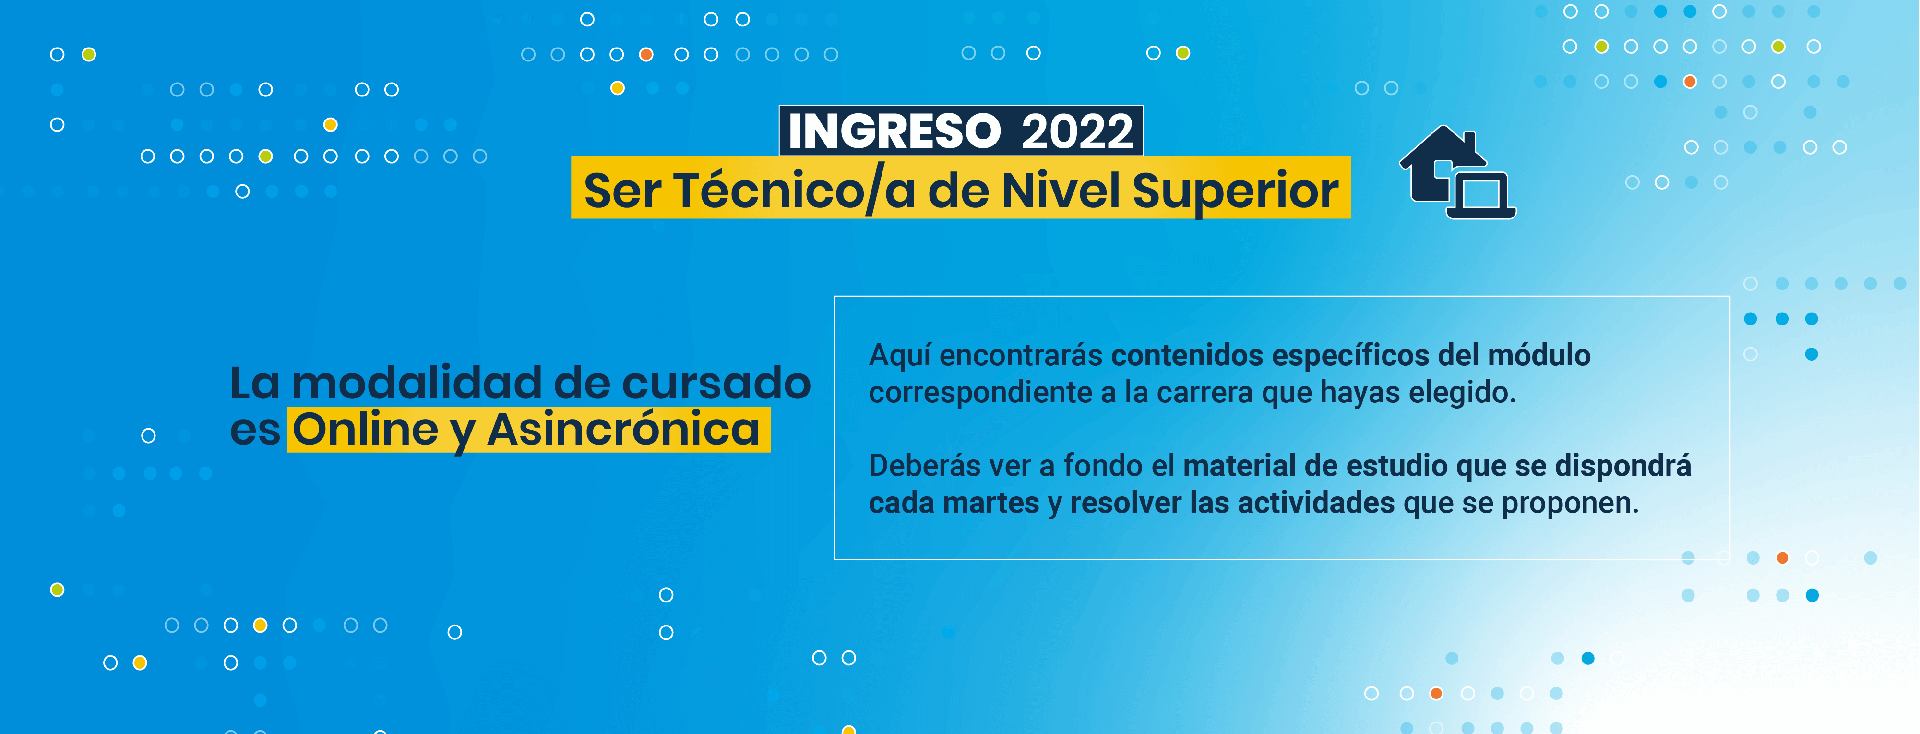 INGRESO 2022
Ser Técnico/a de Nivel Superior
La modalidad de cursado
es Online y Asincrónica
Aquí encontrarás contenidos específicos del módulo
correspondiente a la carrera que hayas elegido.
Deberás ver a fondo el material de estudio que se dispondrá
cada martes y resolver las actividades que se proponen.